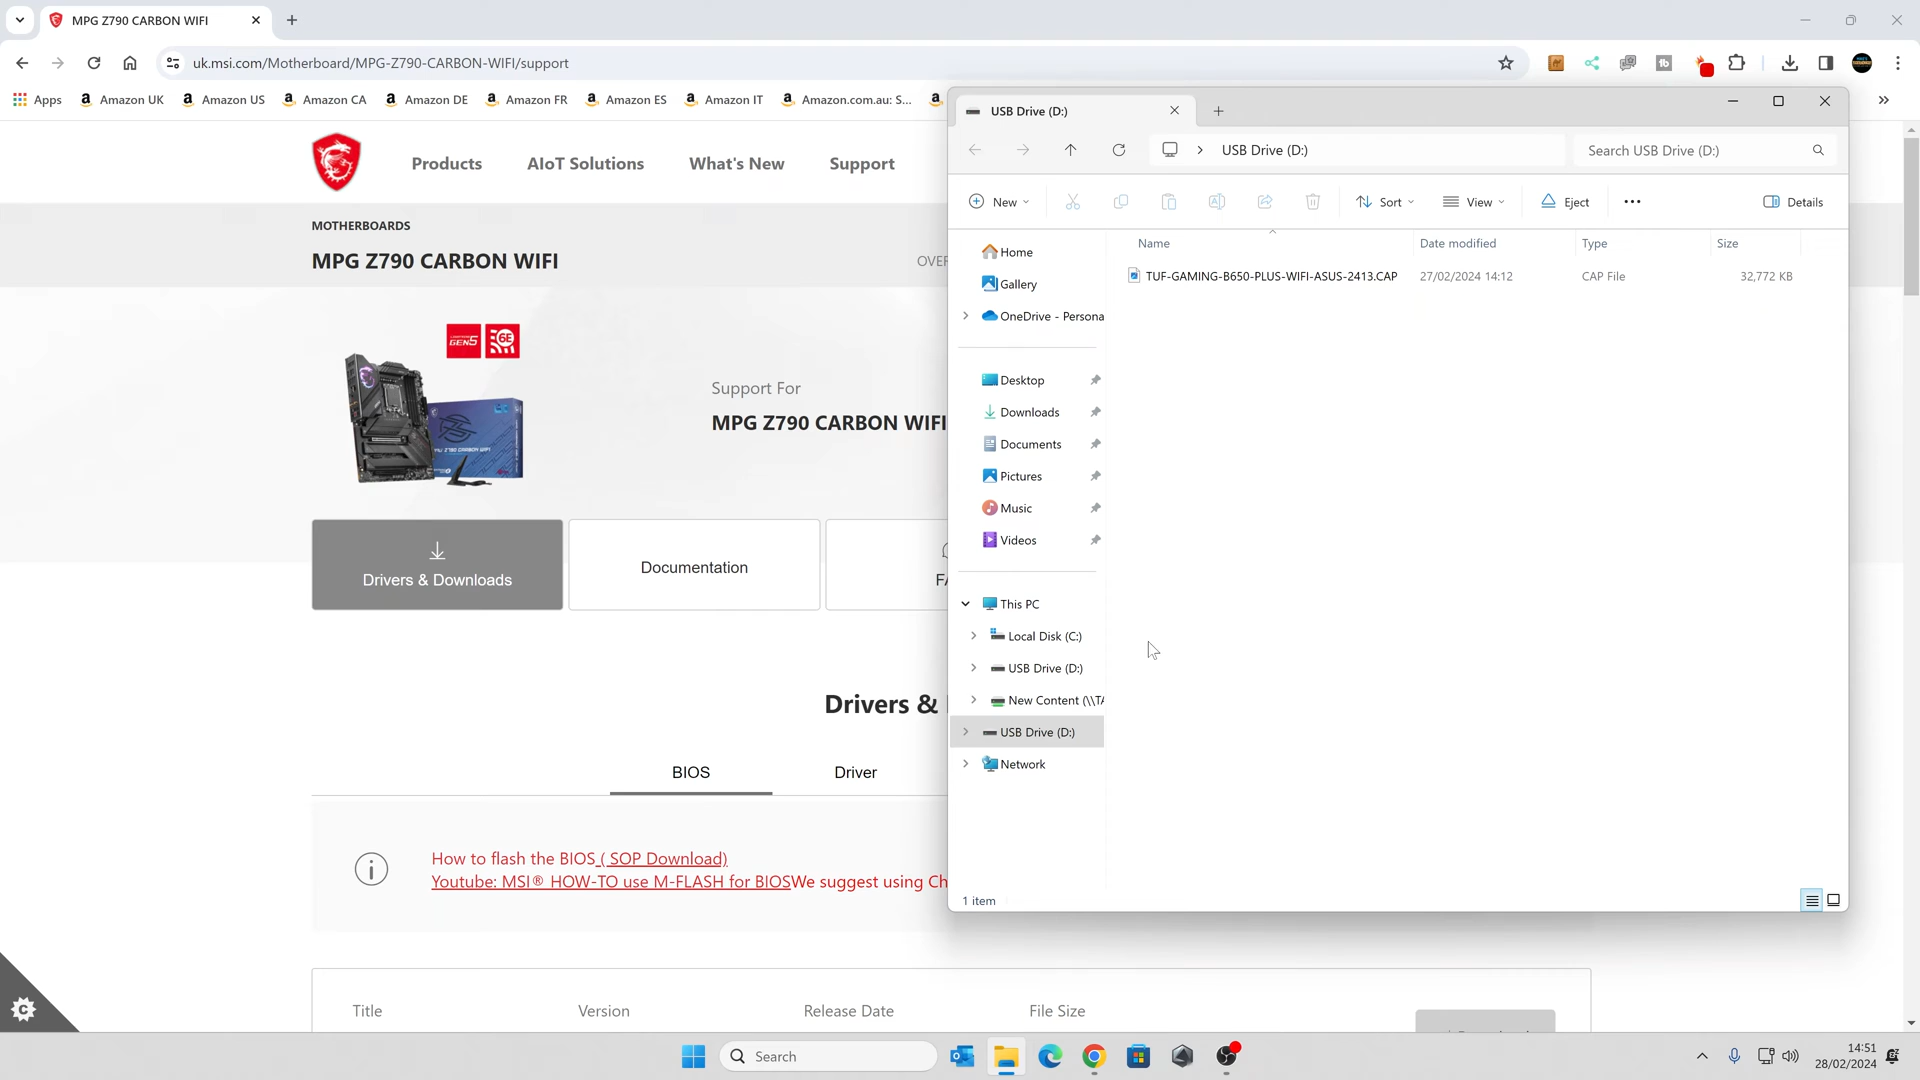 MPG Z790 CARBON WIFI
uk.msi.com/Motherboard/MPG-Z790-CARBON-WIFI/support
Apps
Amazon UK
Amazon US
Amazon CA
Amazon DE
Amazon FR
Amazon ES
Amazon IT
Amazon.com.au: S...
Products
AIoT Solutions
What's New
Support
MOTHERBOARDS
MPG Z790 CARBON WIFI
OVER
GEN5
6E
Support For
MPG Z790 CARBON WIFI
Drivers & Downloads
Documentation
FA
Drivers &
BIOS
Driver
How to flash the BIOS ( SOP Download)
Youtube: MSI® HOW-TO use M-FLASH for BIOSWe suggest using Ch
Title
Version
Release Date
File Size
USB Drive (D:)
USB Drive (D:)
Search USB Drive (D:)
New
Sort
View
Eject
Details
Name
Date modified
Type
Size
TUF-GAMING-B650-PLUS-WIFI-ASUS-2413.CAP
27/02/2024 14:12
CAP File
32,772 KB
Home
Gallery
OneDrive - Persona
Desktop
Downloads
Documents
Pictures
Music
Videos
This PC
Local Disk (C:)
USB Drive (D:)
New Content (\\TA
USB Drive (D:)
Network
1 item
Search
14:51
28/02/2024